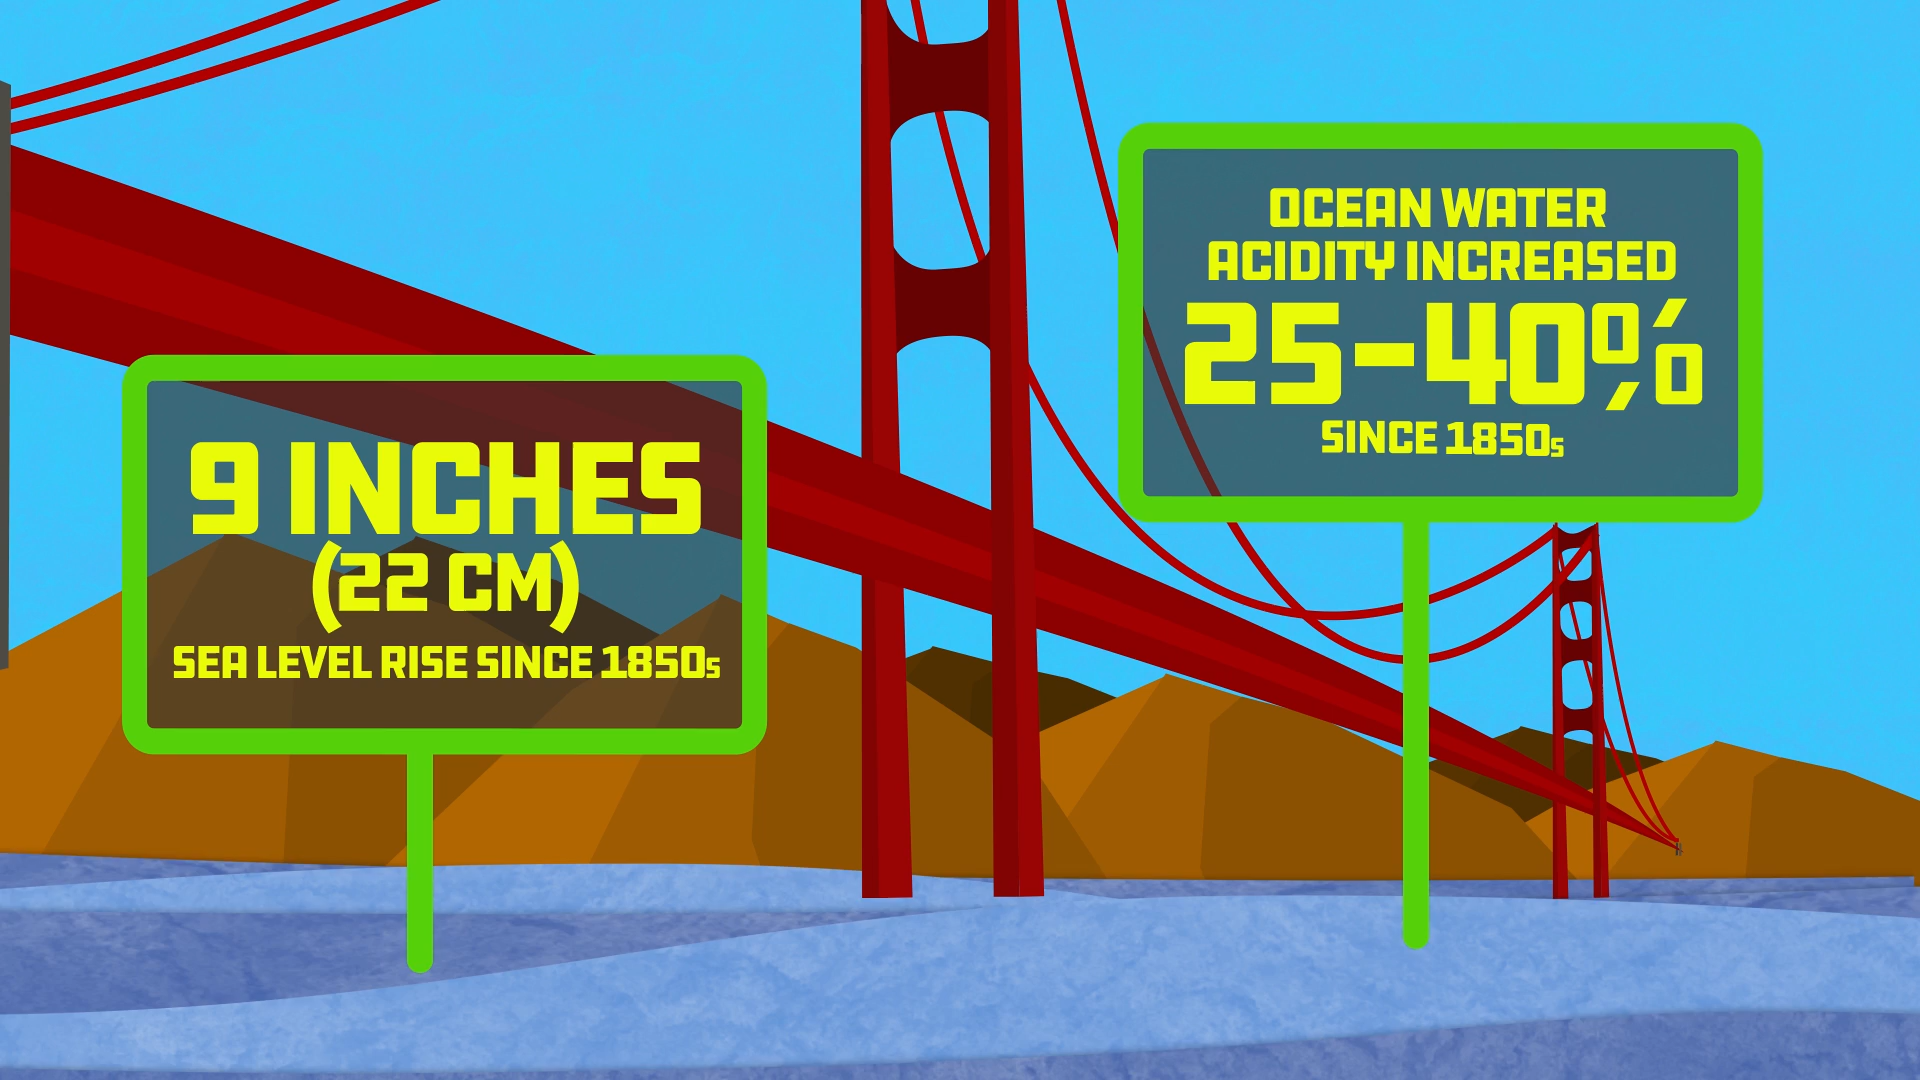 9 INCHES
(22 CM)
SEA LEVEL RISE SINCE 1850s
OCEAN WATER
ACIDITY INCREASED
25-40%
SINCE 1850s